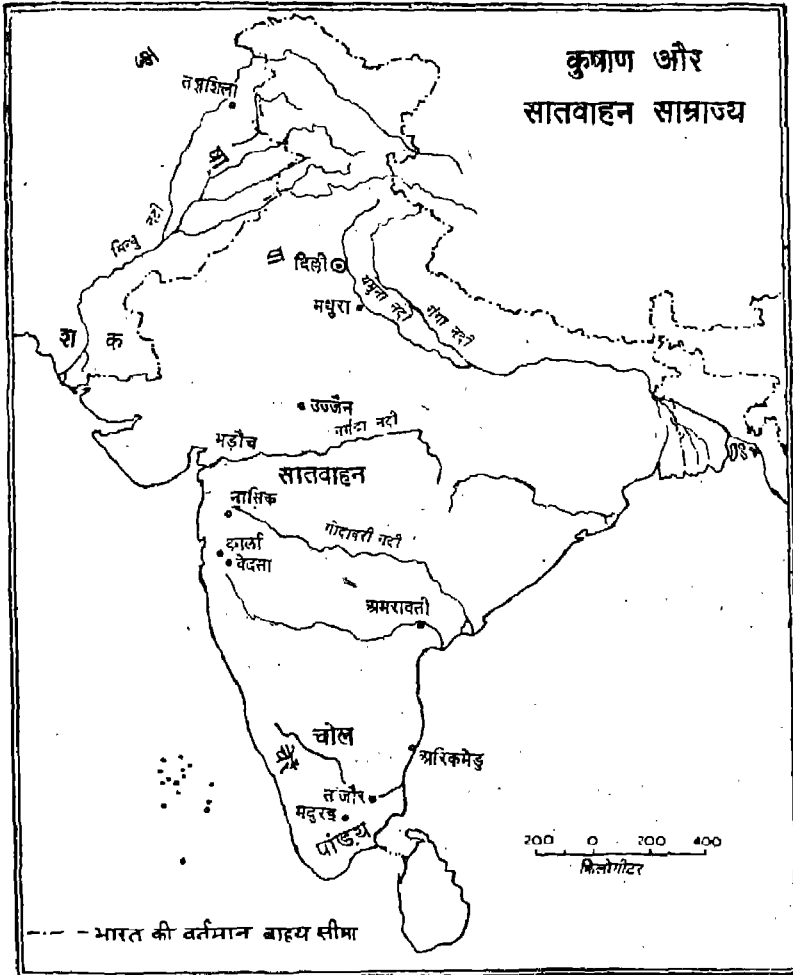 कुषाण और
सातवाहन साम्राज्य
कु
तक्षशिला
षा
सिन्धु नदी
ण
दिल्ली
यमुना नदी
गंगा नदी
मथुरा
श क
उज्जैन
नर्मदा नदी
भड़ौच
सातवाहन
नासिक
गोदावरी नदी
कार्ला
वेदसा
अमरावती
चोल
चेर
अरिकमेडु
तंजौर
मदुरइ
पांड्य
200 0 200 400
किलोमीटर
भारत की वर्तमान बाहय सीमा